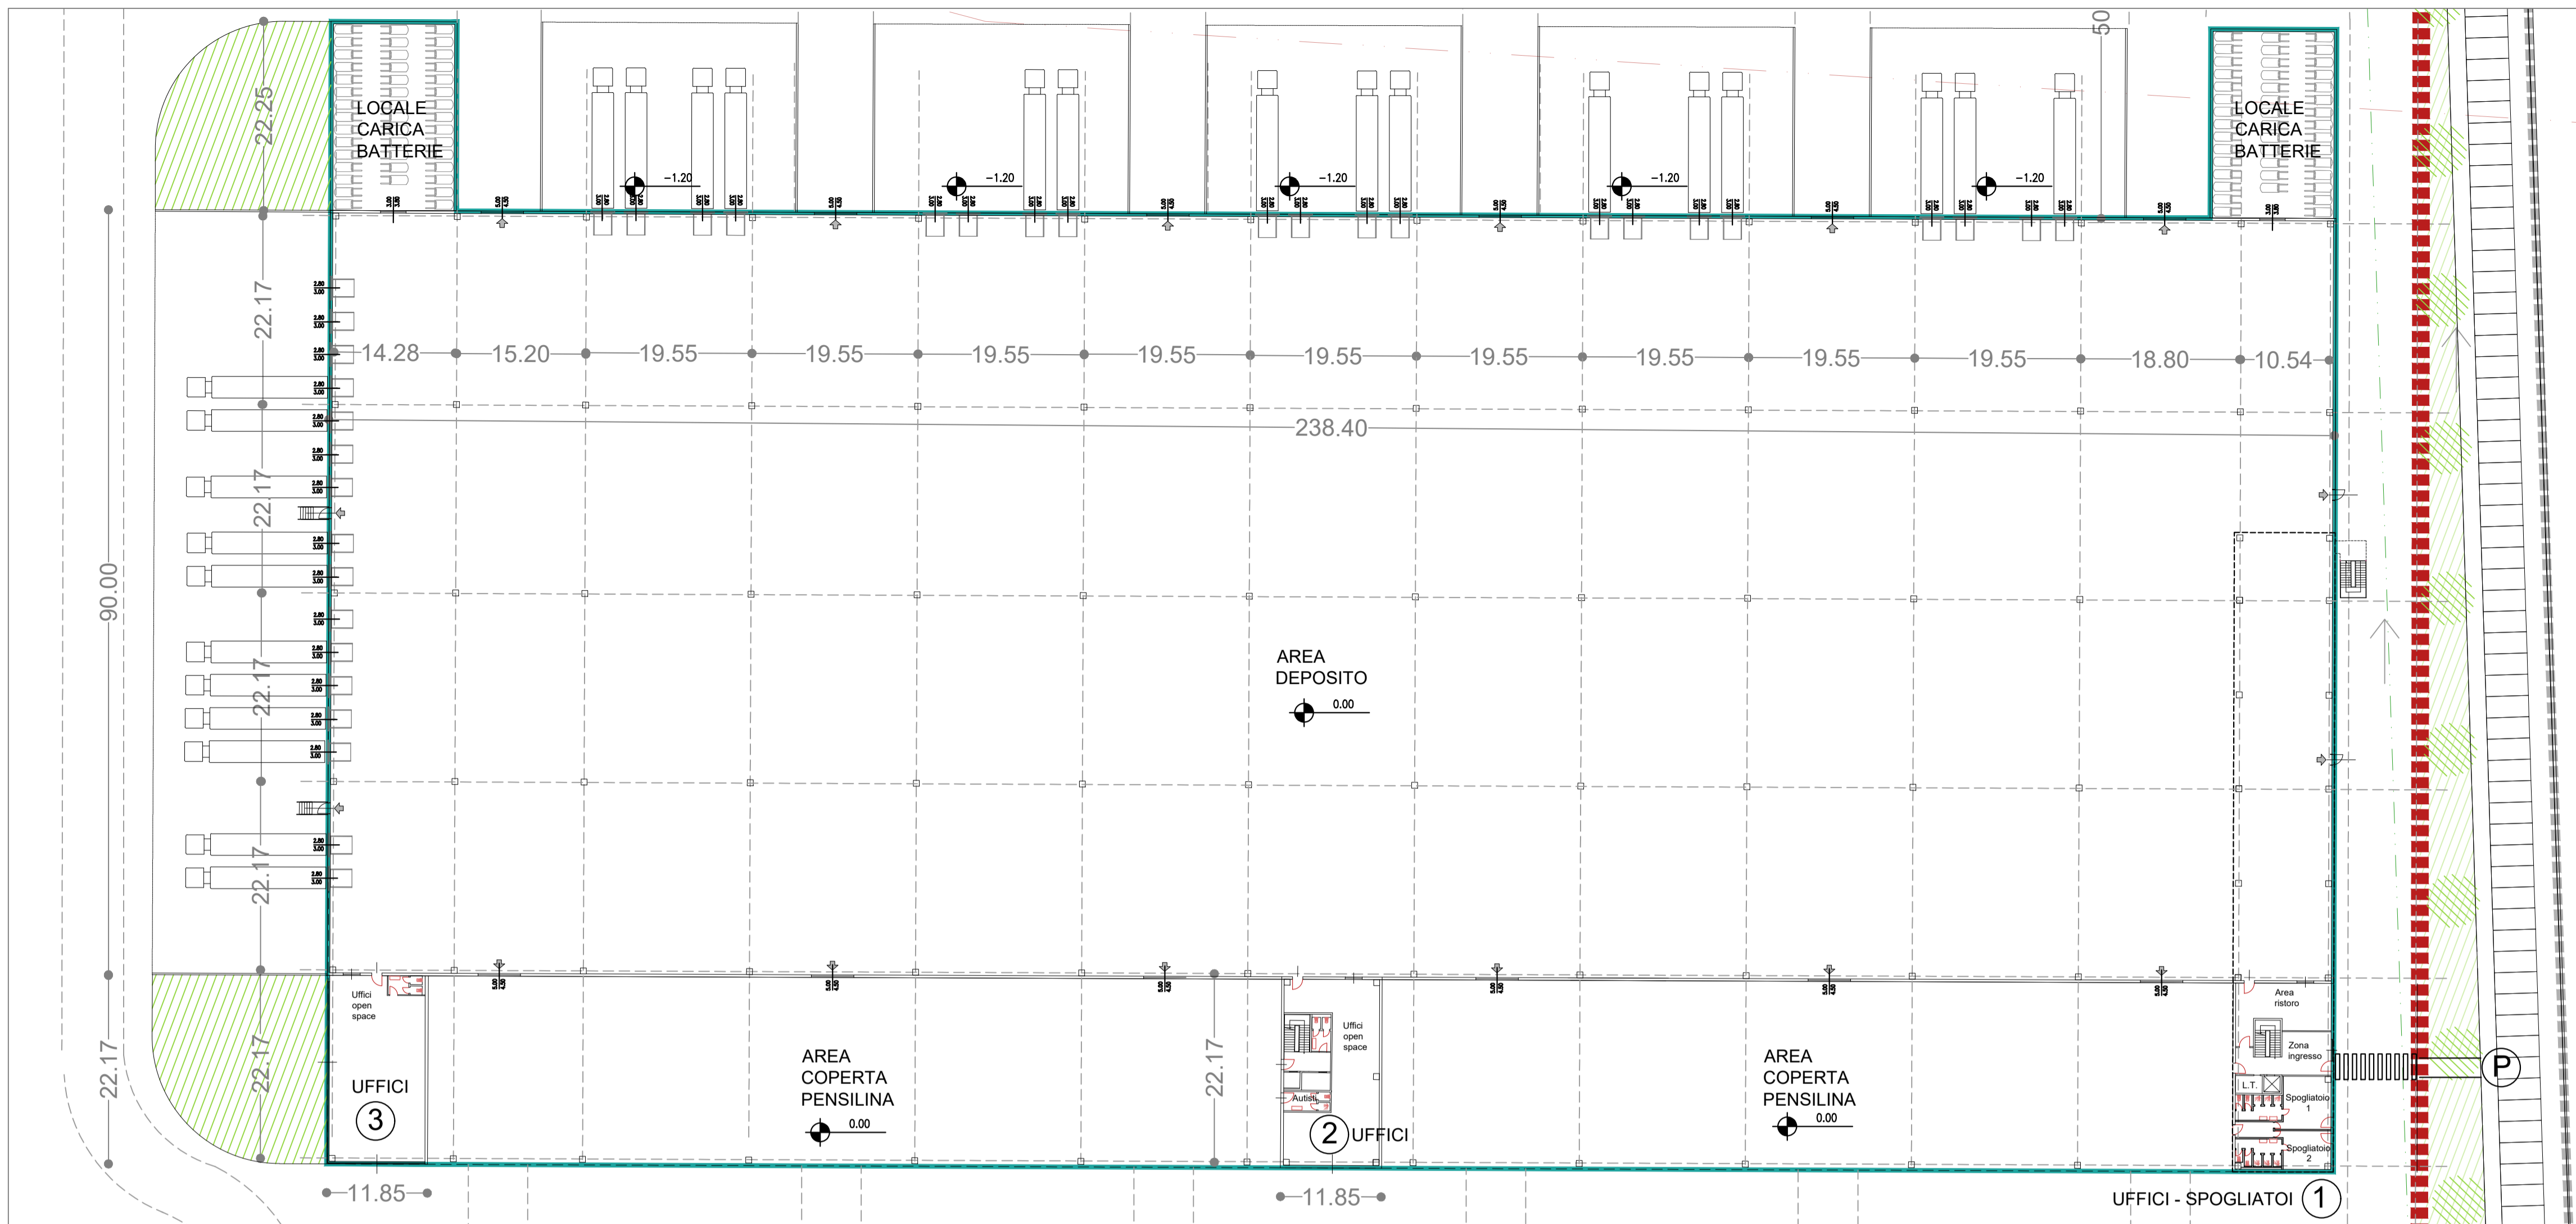 50
22.25
LOCALE
CARICA
BATTERIE
LOCALE
CARICA
BATTERIE
-1.20
-1.20
-1.20
-1.20
-1.20
22.17
14.28
15.20
19.55
19.55
19.55
19.55
19.55
19.55
19.55
19.55
19.55
18.80
10.54
238.40
22.17
90.00
22.17
AREA
DEPOSITO
0.00
22.17
Uffici
open
space
UFFICI
3
22.17
22.17
AREA
COPERTA
PENSILINA
0.00
22.17
Uffici
open
space
Autisti
2 UFFICI
AREA
COPERTA
PENSILINA
0.00
Area
ristoro
Zona
ingresso
L.T.
Spogliatoio
1
Spogliatoio
2
P
11.85
11.85
UFFICI - SPOGLIATOI 1